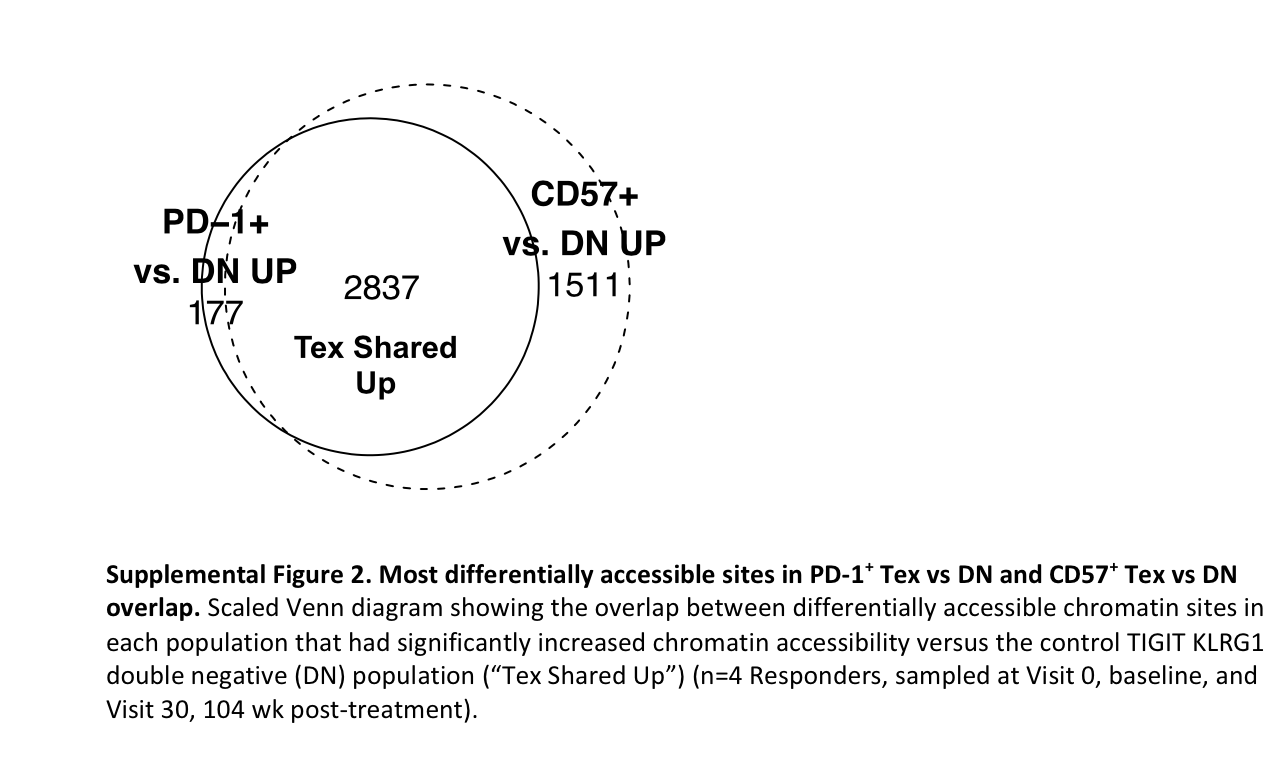 CD57+
PD–1+
vs. DN UP
vs. DN UP
2837
1511
177
Tex Shared
Up
Supplemental Figure 2. Most differentially accessible sites in PD-1⁺ Tex vs DN and CD57⁺ Tex vs DN
overlap. Scaled Venn diagram showing the overlap between differentially accessible chromatin sites in
each population that had significantly increased chromatin accessibility versus the control TIGIT KLRG1
double negative (DN) population (“Tex Shared Up”) (n=4 Responders, sampled at Visit 0, baseline, and
Visit 30, 104 wk post-treatment).